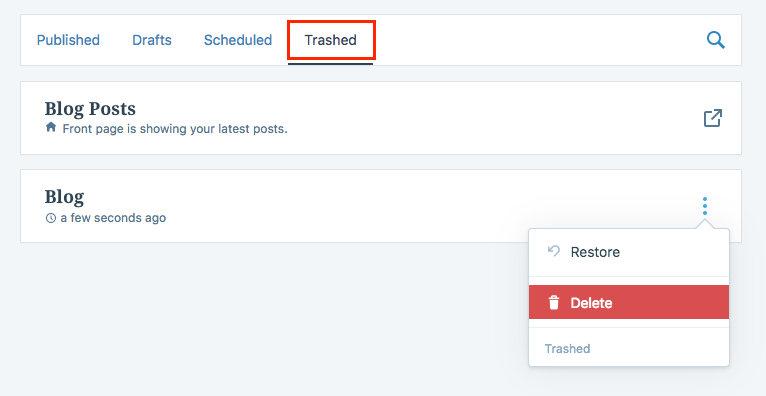 Published Drafts Scheduled Trashed
Blog Posts
Front page is showing your latest posts.
Blog
a few seconds ago
Restore
Delete
Trashed